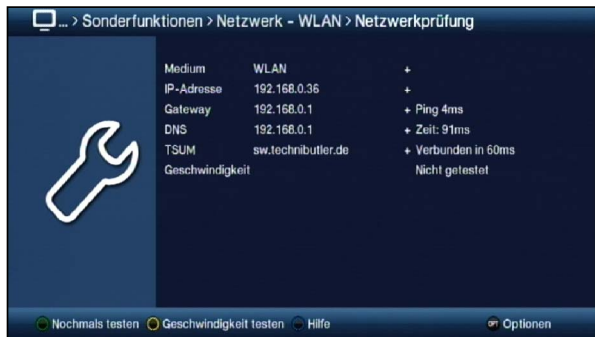 ... > Sonderfunktionen > Netzwerk - WLAN > Netzwerkprüfung
Medium WLAN +
IP-Adresse 192.168.0.36 +
Gateway 192.168.0.1 + Ping 4ms
DNS 192.168.0.1 + Zeit: 91ms
TSUM sw.technibutler.de + Verbunden in 60ms
Geschwindigkeit Nicht getestet
Nochmals testen Geschwindigkeit testen Hilfe OPT Optionen